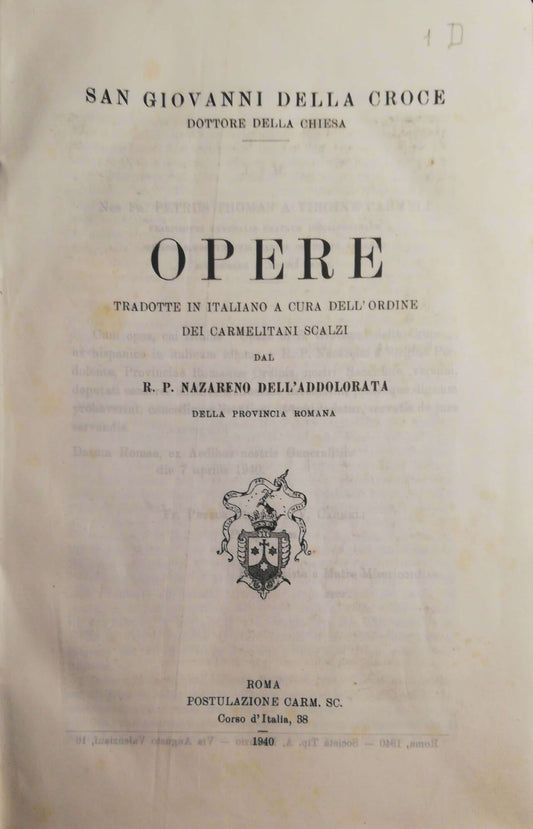 1 D
SAN GIOVANNI DELLA CROCE
DOTTORE DELLA CHIESA
OPERE
TRADOTTE IN ITALIANO A CURA DELL'ORDINE
DEI CARMELITANI SCALZI
DAL
R. P. NAZARENO DELL'ADDOLORATA
DELLA PROVINCIA ROMANA
ROMA
POSTULAZIONE CARM. SC.
Corso d'Italia, 38
1940